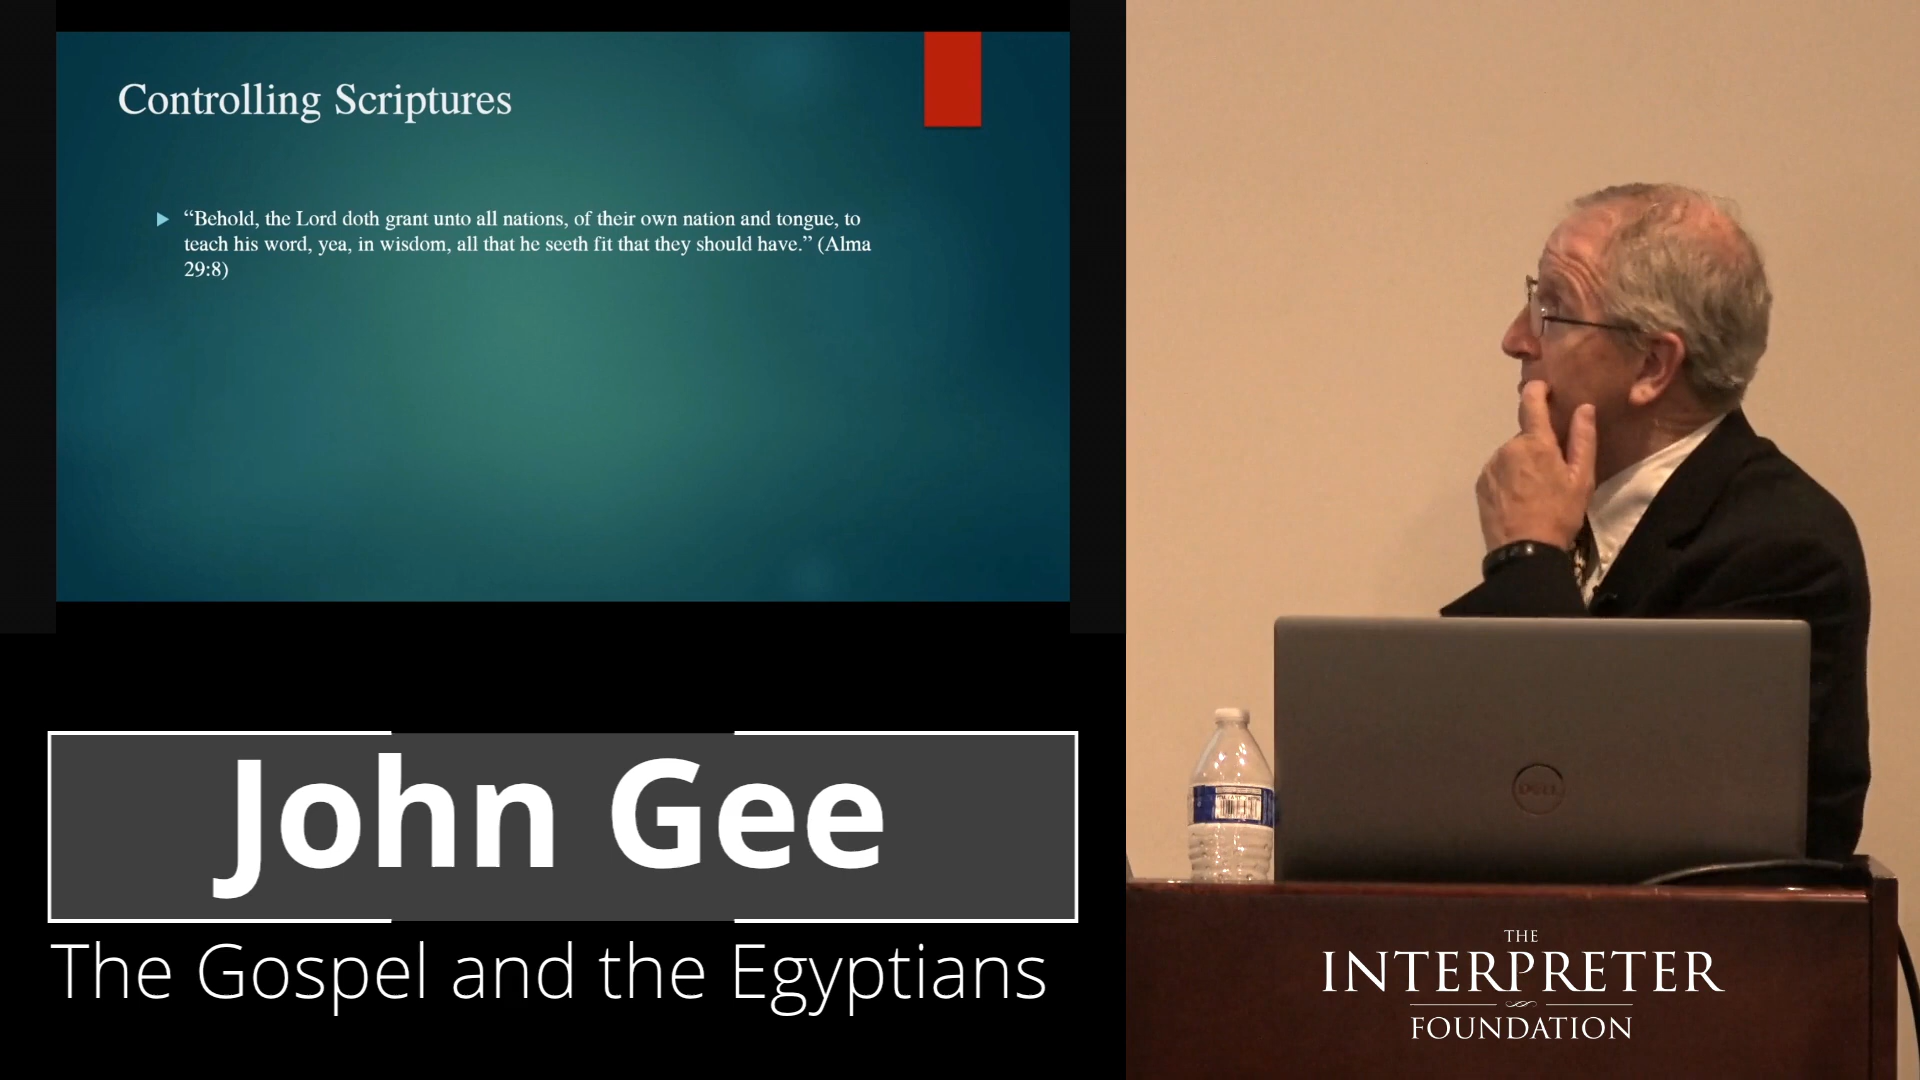 Controlling Scriptures
“Behold, the Lord doth grant unto all nations, of their own nation and tongue, to
teach his word, yea, in wisdom, all that he seeth fit that they should have.” (Alma
29:8)
John Gee
The Gospel and the Egyptians
DELL
THE
INTERPRETER
FOUNDATION